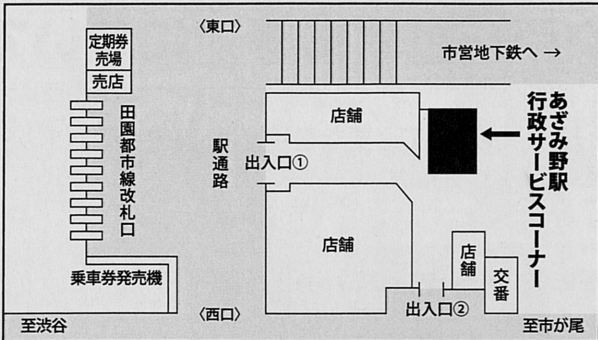 〈東口〉
市営地下鉄へ →
定期券
売場
売店
田園都市線改札口
乗車券発売機
駅通路
店舗
出入口①
店舗
あざみ野駅
行政サービスコーナー
店舗
交番
出入口②
〈西口〉
至渋谷
至市が尾